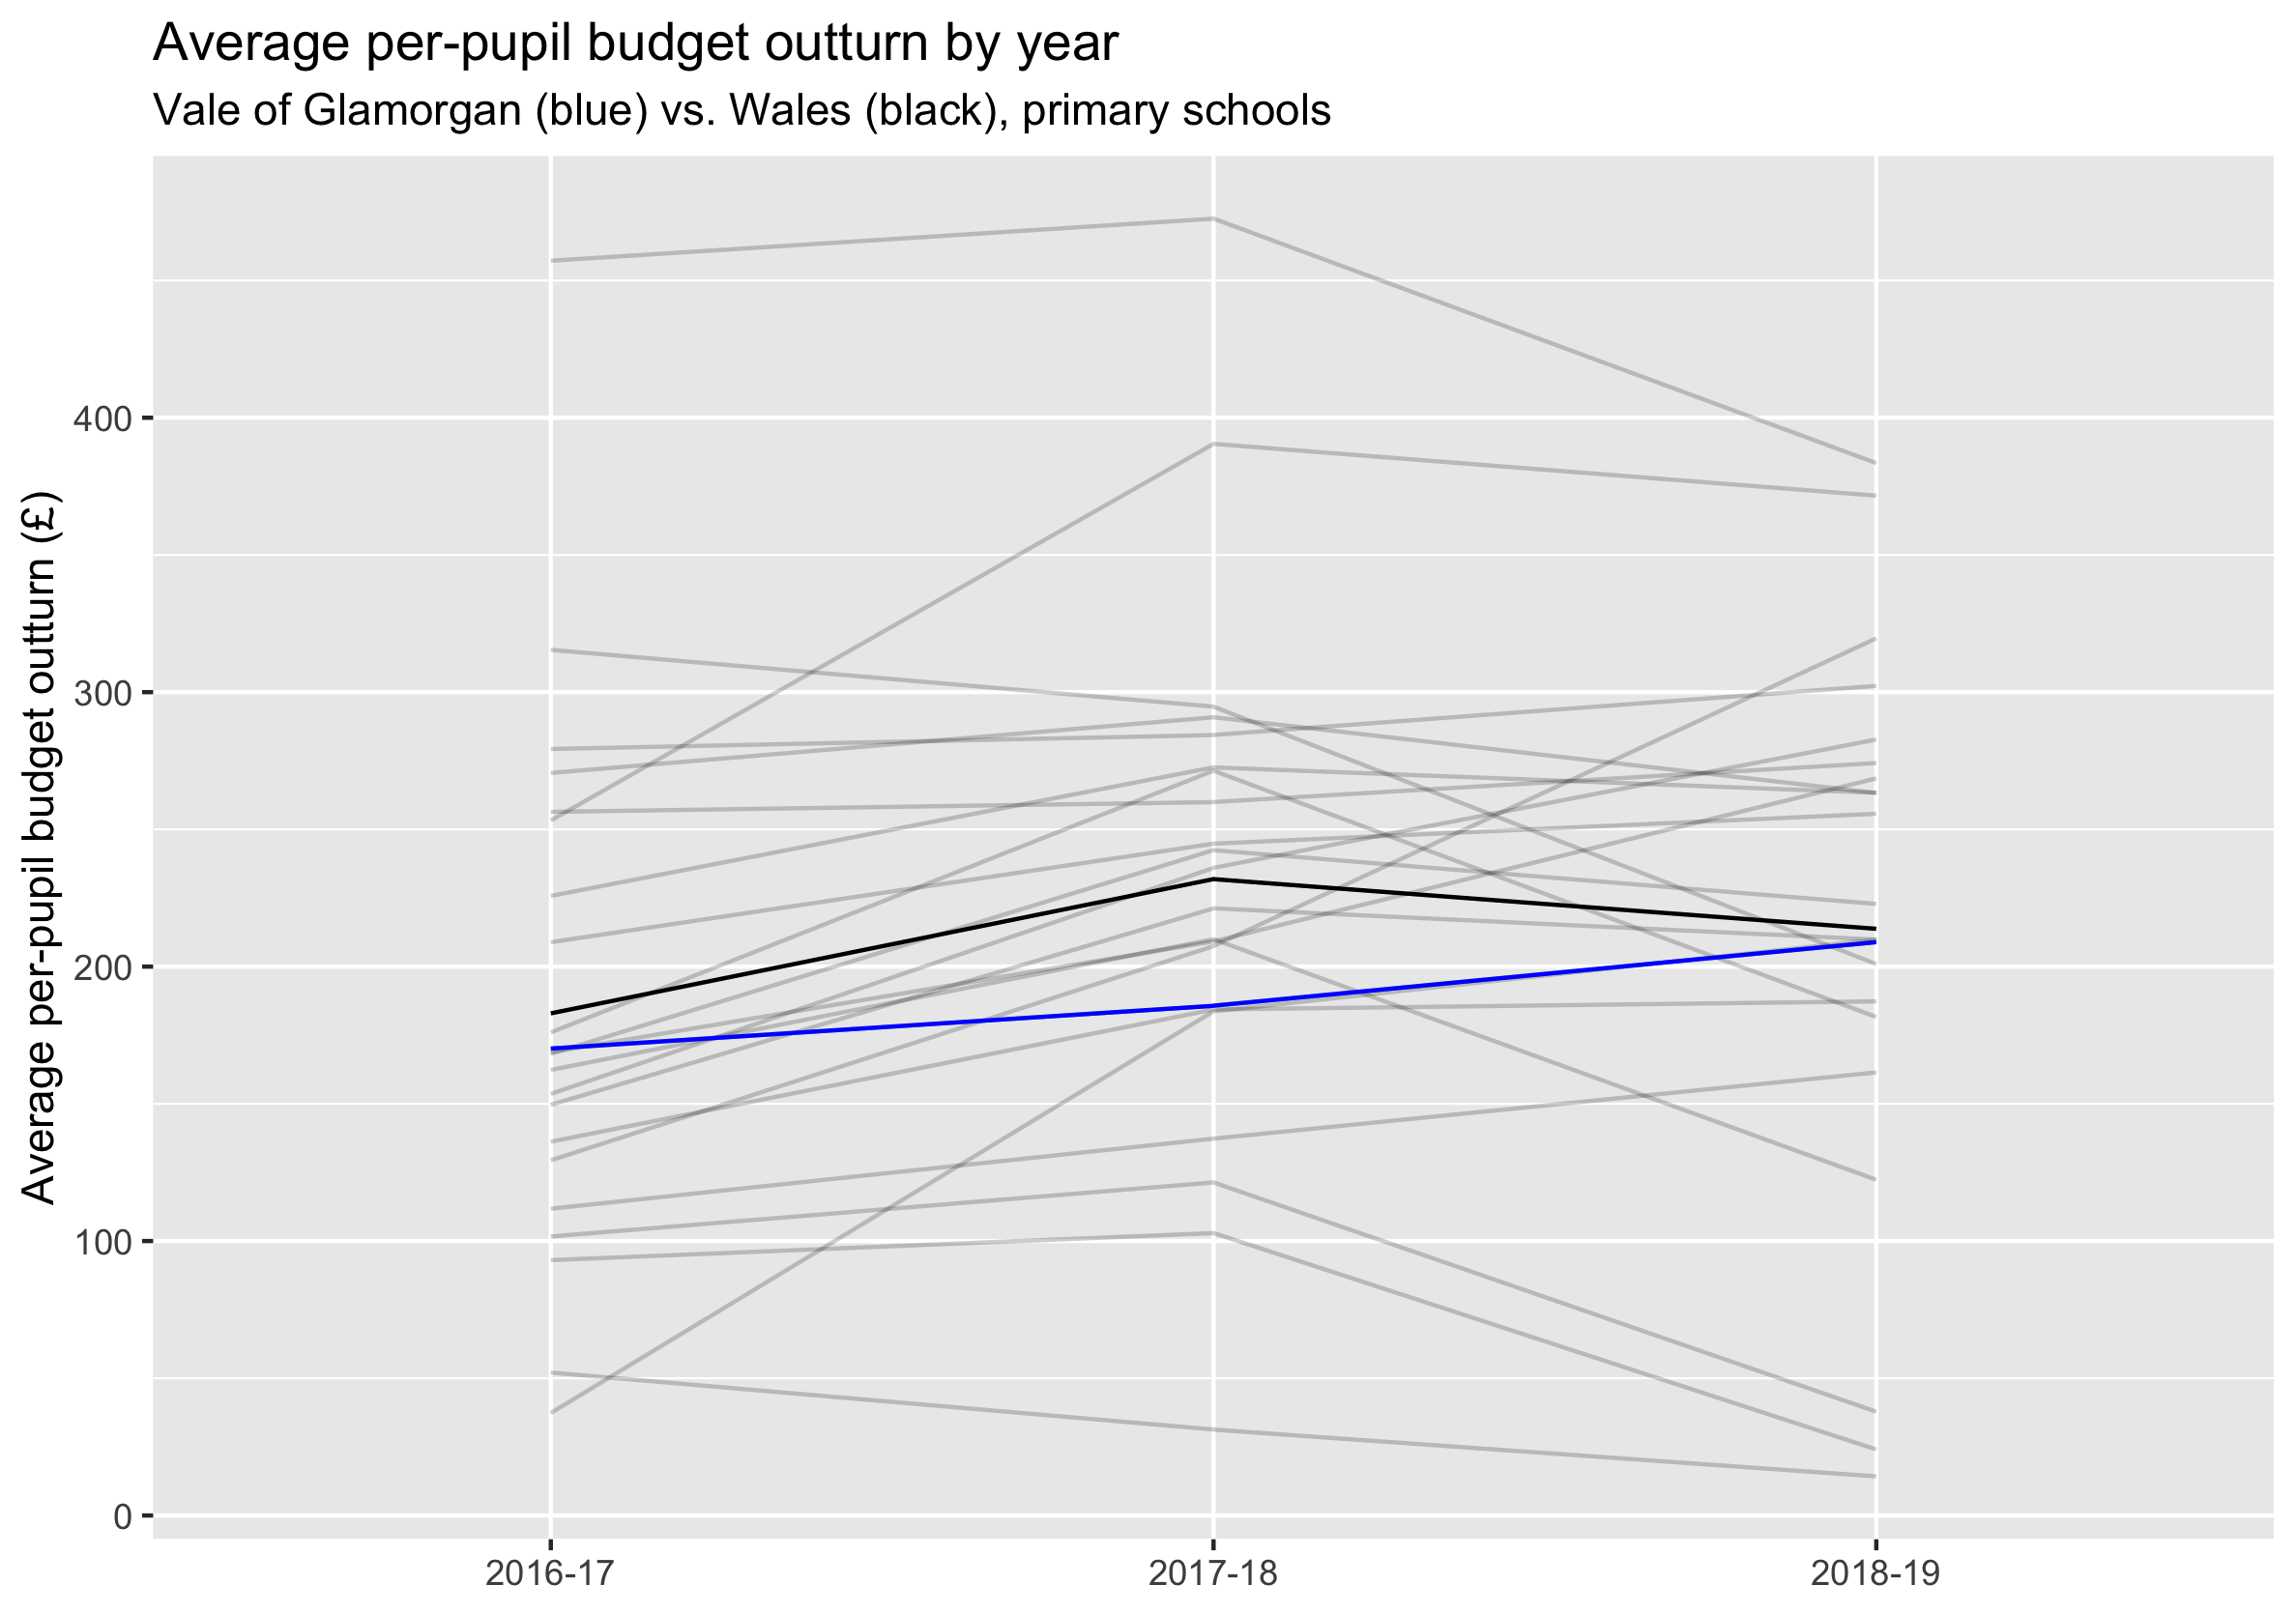 Average per-pupil budget outturn by year
Vale of Glamorgan (blue) vs. Wales (black), primary schools
Average per-pupil budget outturn (£)
400
300
200
100
0
2016-17
2017-18
2018-19